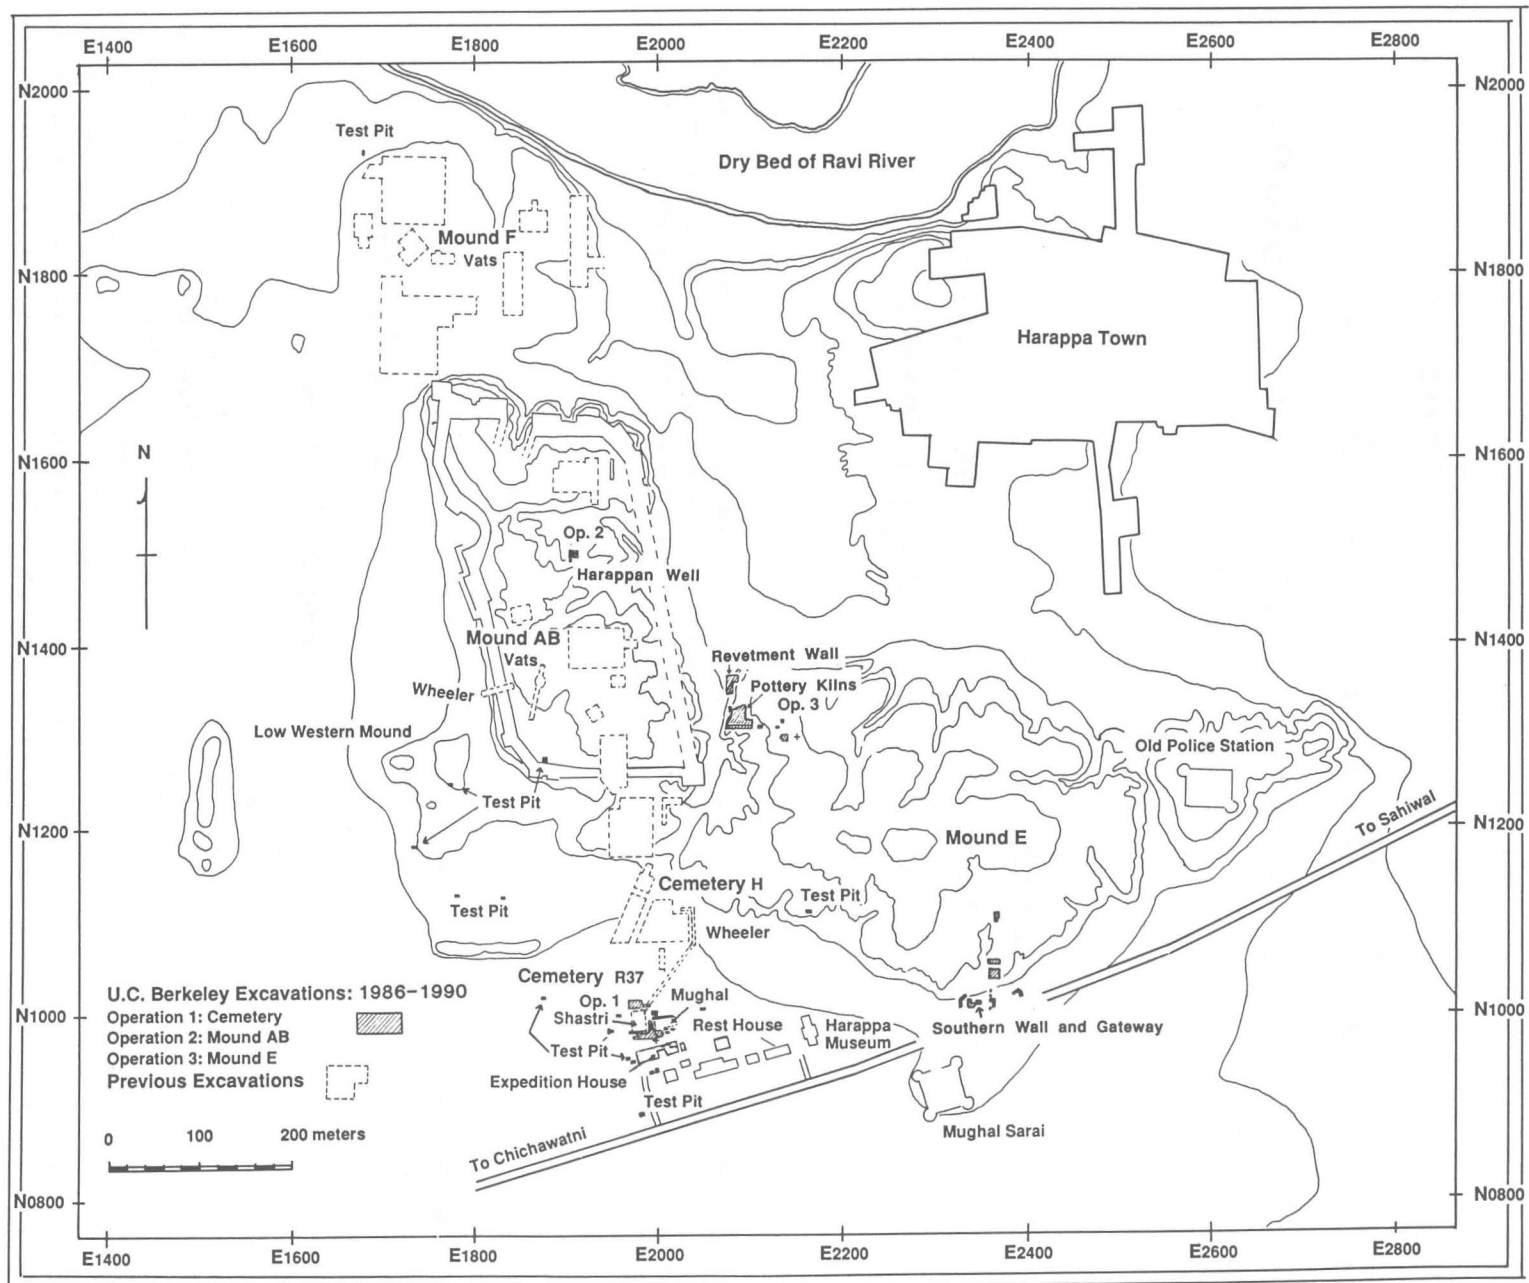 E1400 E1600 E1800 E2000 E2200 E2400 E2600 E2800
N2000 N2000
Test Pit
Dry Bed of Ravi River
Mound F
Vats
N1800 N1800
Harappa Town
N
N1600 N1600
Op. 2
Harappan Well
Mound AB
Vats
N1400 N1400
Revetment Wall
Wheeler
Pottery Kilns
Op. 3
Low Western Mound
Old Police Station
Test Pit
To Sahiwal
N1200 N1200
Mound E
Cemetery H
Test Pit
Test Pit
Wheeler
Cemetery R37
U.C. Berkeley Excavations: 1986-1990
Op. 1
Mughal
N1000 N1000
Operation 1: Cemetery
Shastri
Rest House
Harappa
Museum
Southern Wall and Gateway
Operation 2: Mound AB
Test Pit
Operation 3: Mound E
Previous Excavations
Expedition House
Test Pit
Mughal Sarai
0 100 200 meters
To Chichawatni
N0800 N0800
E1400 E1600 E1800 E2000 E2200 E2400 E2600 E2800